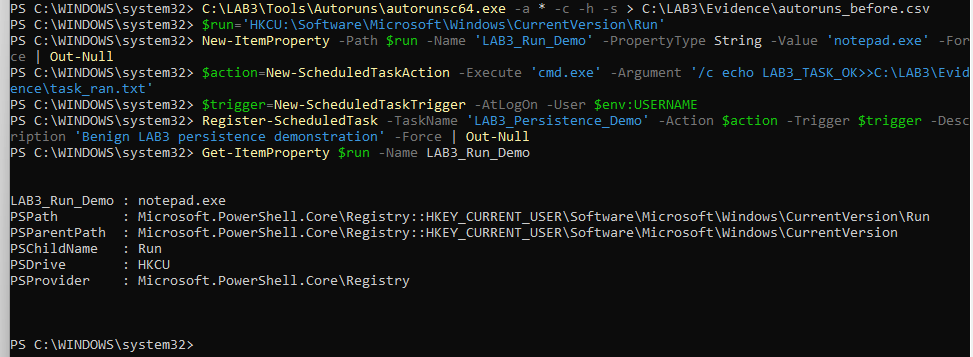 PS C:\WINDOWS\system32> C:\LAB3\Tools\Autoruns\autorunsc64.exe -a * -c -h -s > C:\LAB3\Evidence\autoruns_before.csv
PS C:\WINDOWS\system32> $run='HKCU:\Software\Microsoft\Windows\CurrentVersion\Run'
PS C:\WINDOWS\system32> New-ItemProperty -Path $run -Name 'LAB3_Run_Demo' -PropertyType String -Value 'notepad.exe' -For
ce | Out-Null
PS C:\WINDOWS\system32> $action=New-ScheduledTaskAction -Execute 'cmd.exe' -Argument '/c echo LAB3_TASK_OK>>C:\LAB3\Evid
ence\task_ran.txt'
PS C:\WINDOWS\system32> $trigger=New-ScheduledTaskTrigger -AtLogOn -User $env:USERNAME
PS C:\WINDOWS\system32> Register-ScheduledTask -TaskName 'LAB3_Persistence_Demo' -Action $action -Trigger $trigger -Desc
ription 'Benign LAB3 persistence demonstration' -Force | Out-Null
PS C:\WINDOWS\system32> Get-ItemProperty $run -Name LAB3_Run_Demo
LAB3_Run_Demo : notepad.exe
PSPath : Microsoft.PowerShell.Core\Registry::HKEY_CURRENT_USER\Software\Microsoft\Windows\CurrentVersion\Run
PSParentPath : Microsoft.PowerShell.Core\Registry::HKEY_CURRENT_USER\Software\Microsoft\Windows\CurrentVersion
PSChildName : Run
PSDrive : HKCU
PSProvider : Microsoft.PowerShell.Core\Registry
PS C:\WINDOWS\system32>